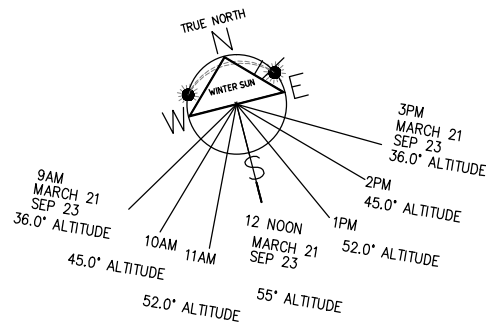 TRUE NORTH
N
WINTER SUN
E
W
S
3PM
MARCH 21
SEP 23
36.0° ALTITUDE
2PM
45.0° ALTITUDE
1PM
52.0° ALTITUDE
12 NOON
MARCH 21
SEP 23
55° ALTITUDE
11AM
52.0° ALTITUDE
10AM
45.0° ALTITUDE
9AM
MARCH 21
SEP 23
36.0° ALTITUDE